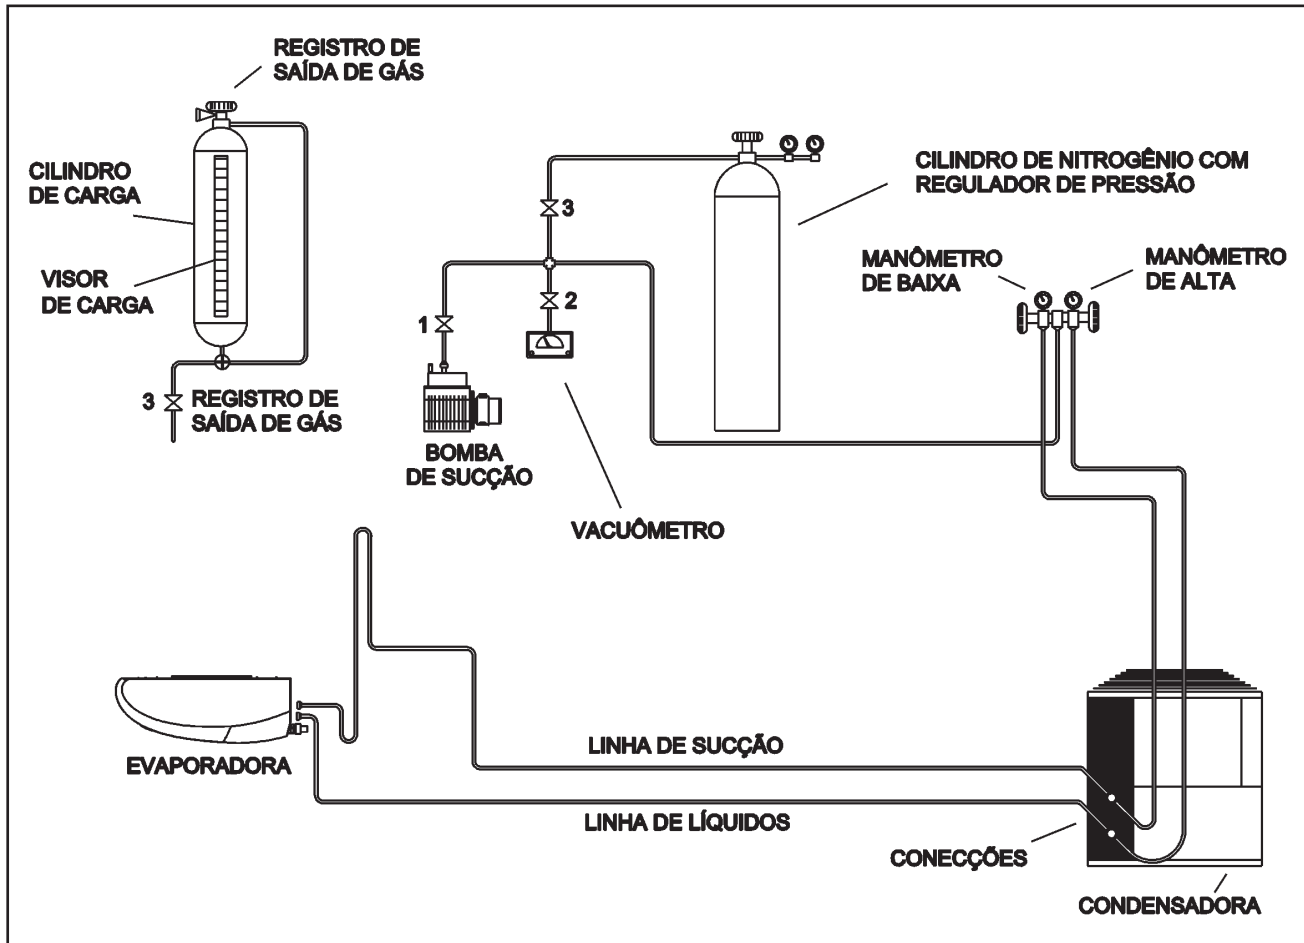 REGISTRO DE
SAÍDA DE GÁS
CILINDRO
DE CARGA
VISOR
DE CARGA
3
REGISTRO DE
SAÍDA DE GÁS
3
CILINDRO DE NITROGÊNIO COM
REGULADOR DE PRESSÃO
2
1
BOMBA
DE SUCÇÃO
VACUÔMETRO
MANÔMETRO
DE BAIXA
MANÔMETRO
DE ALTA
EVAPORADORA
LINHA DE SUCÇÃO
LINHA DE LÍQUIDOS
CONECÇÕES
CONDENSADORA